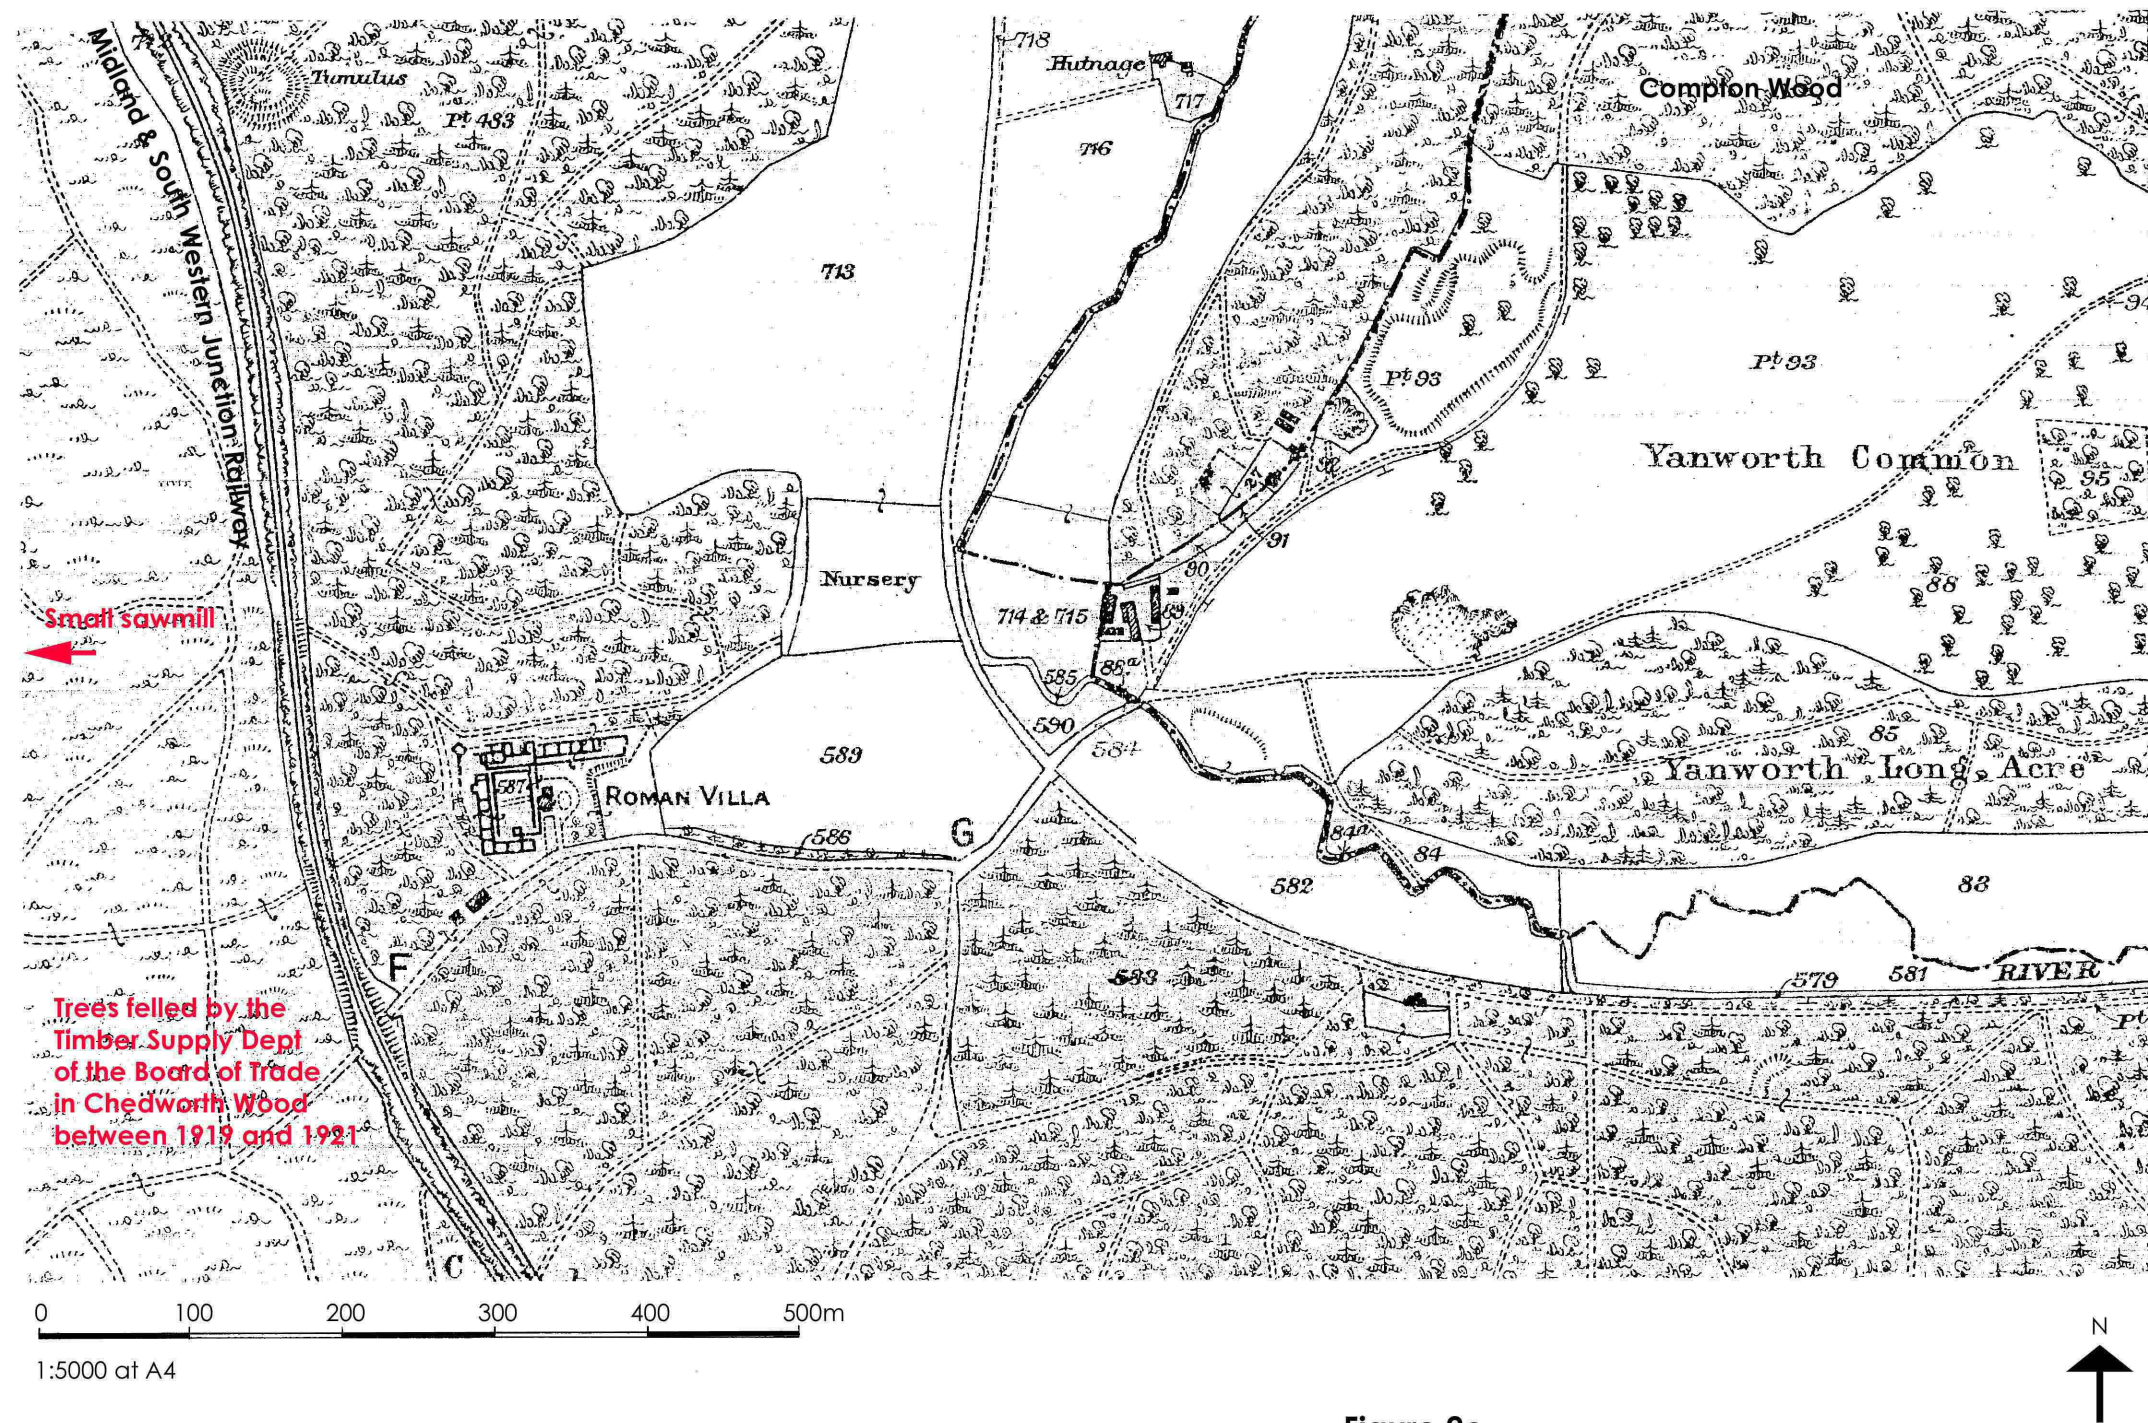 Midland & South Western Junction Railway
Tumulus
Pt 483
718
Hutnage
717
716
Compton Wood
713
Pt 93
Pt 93
94
Yanworth Common
95
27
91
90
88
Nursery
714 & 715
89
88a
585
590
584
589
587
ROMAN VILLA
586
G
85
Yanworth Long Acre
84a
84
582
83
583
579
581
RIVER
Pt
F
C
Small sawmill
Trees felled by the
Timber Supply Dept
of the Board of Trade
in Chedworth Wood
between 1919 and 1921
0 100 200 300 400 500m
1:5000 at A4
N